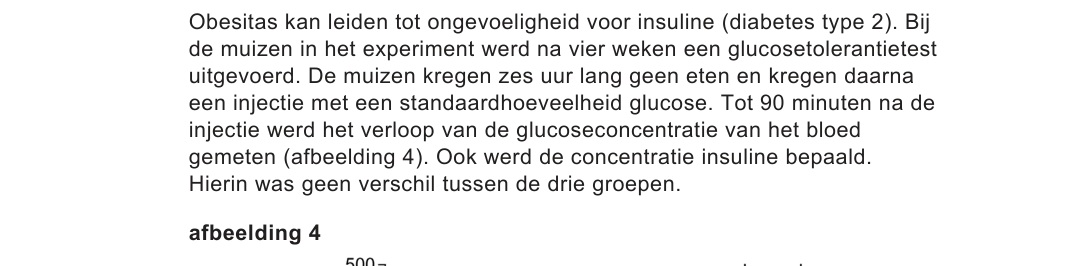 Obesitas kan leiden tot ongevoeligheid voor insuline (diabetes type 2). Bij
de muizen in het experiment werd na vier weken een glucosetolerantietest
uitgevoerd. De muizen kregen zes uur lang geen eten en kregen daarna
een injectie met een standaardhoeveelheid glucose. Tot 90 minuten na de
injectie werd het verloop van de glucoseconcentratie van het bloed
gemeten (afbeelding 4). Ook werd de concentratie insuline bepaald.
Hierin was geen verschil tussen de drie groepen.
afbeelding 4
500